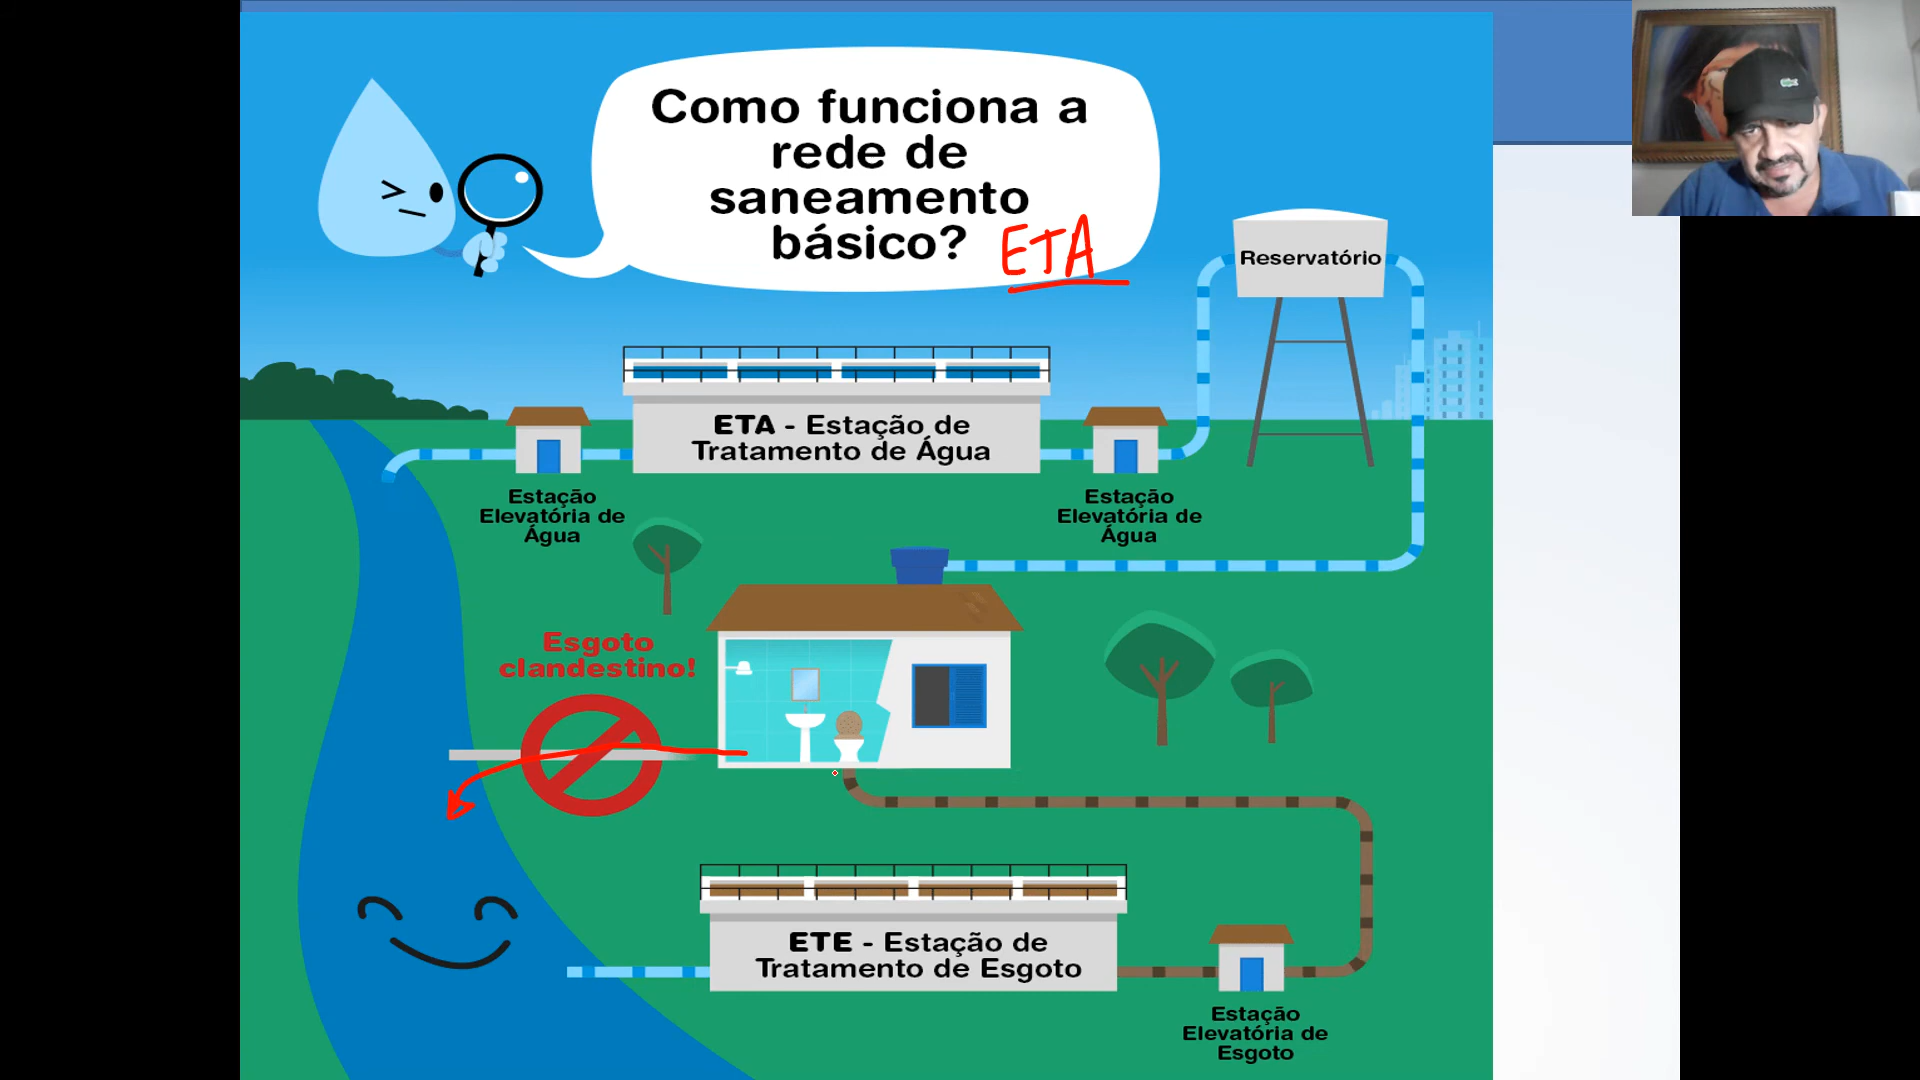 Como funciona a
rede de
saneamento
básico?
ETA
Reservatório
ETA - Estação de
Tratamento de Água
Estação
Elevatória de
Água
Estação
Elevatória de
Água
Esgoto
clandestino!
ETE - Estação de
Tratamento de Esgoto
Estação
Elevatória de
Esgoto